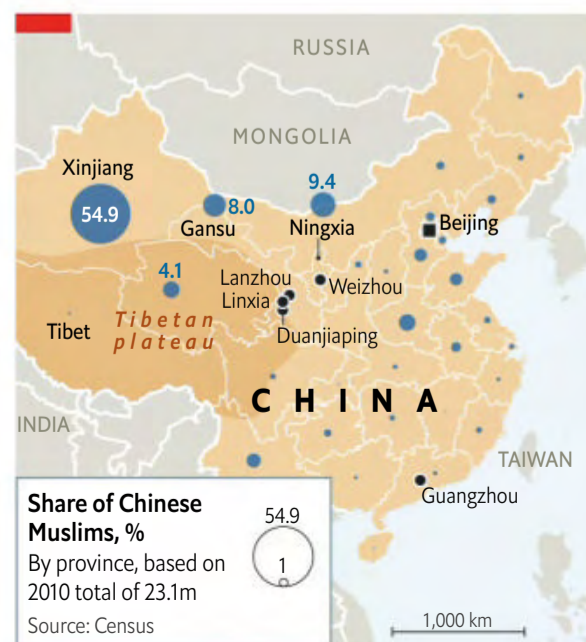 RUSSIA
MONGOLIA
Xinjiang
54.9
8.0
Gansu
9.4
Ningxia
Beijing
4.1
Lanzhou
Linxia
Weizhou
Tibet
Tibetan
plateau
Duanjiaping
CHINA
INDIA
TAIWAN
Guangzhou
Share of Chinese
Muslims, %
By province, based on
2010 total of 23.1m
Source: Census
54.9
1
1,000 km